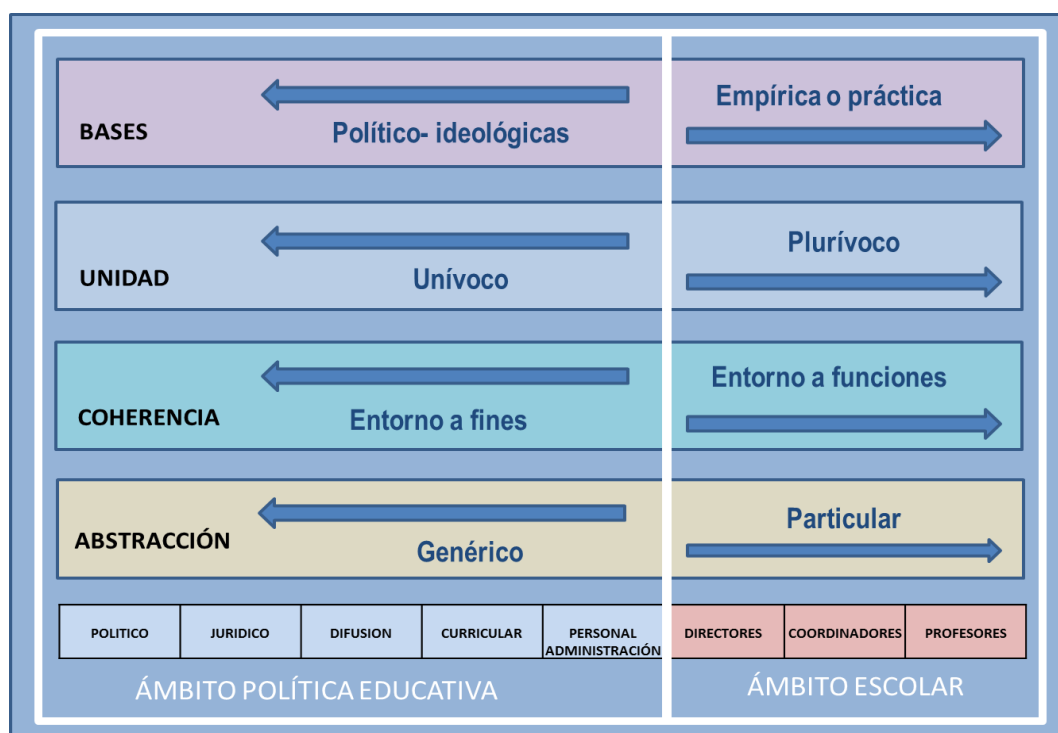 Empírica o práctica
BASES
Político- ideológicas
Plurívoco
UNIDAD
Unívoco
Entorno a funciones
COHERENCIA
Entorno a fines
Particular
ABSTRACCIÓN
Genérico
POLITICO
JURIDICO
DIFUSION
CURRICULAR
PERSONAL
ADMINISTRACIÓN
DIRECTORES
COORDINADORES
PROFESORES
ÁMBITO POLÍTICA EDUCATIVA
ÁMBITO ESCOLAR